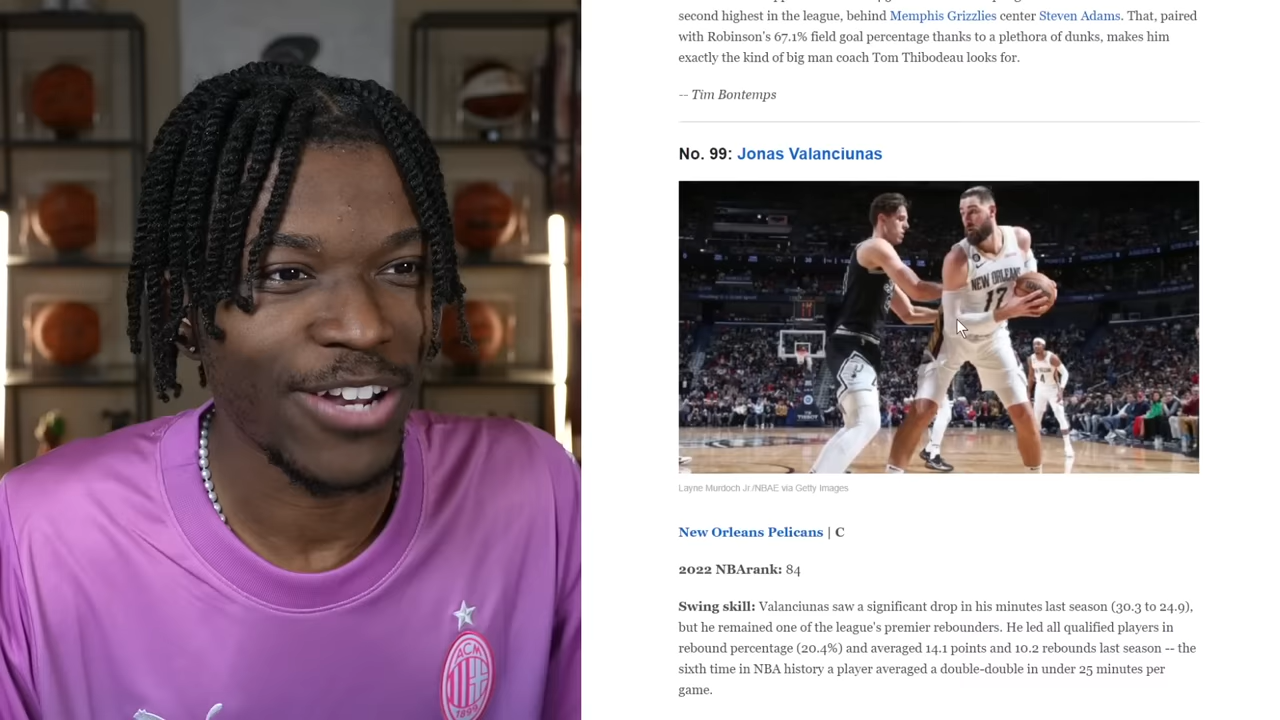 second highest in the league, behind Memphis Grizzlies center Steven Adams. That, paired
with Robinson's 67.1% field goal percentage thanks to a plethora of dunks, makes him
exactly the kind of big man coach Tom Thibodeau looks for.
-- Tim Bontemps
No. 99: Jonas Valanciunas
NEW ORLEANS
17
4
Layne Murdoch Jr./NBAE via Getty Images
New Orleans Pelicans | C
2022 NBArank: 84
Swing skill: Valanciunas saw a significant drop in his minutes last season (30.3 to 24.9),
but he remained one of the league's premier rebounders. He led all qualified players in
rebound percentage (20.4%) and averaged 14.1 points and 10.2 rebounds last season -- the
sixth time in NBA history a player averaged a double-double in under 25 minutes per
game.
ACM
1899